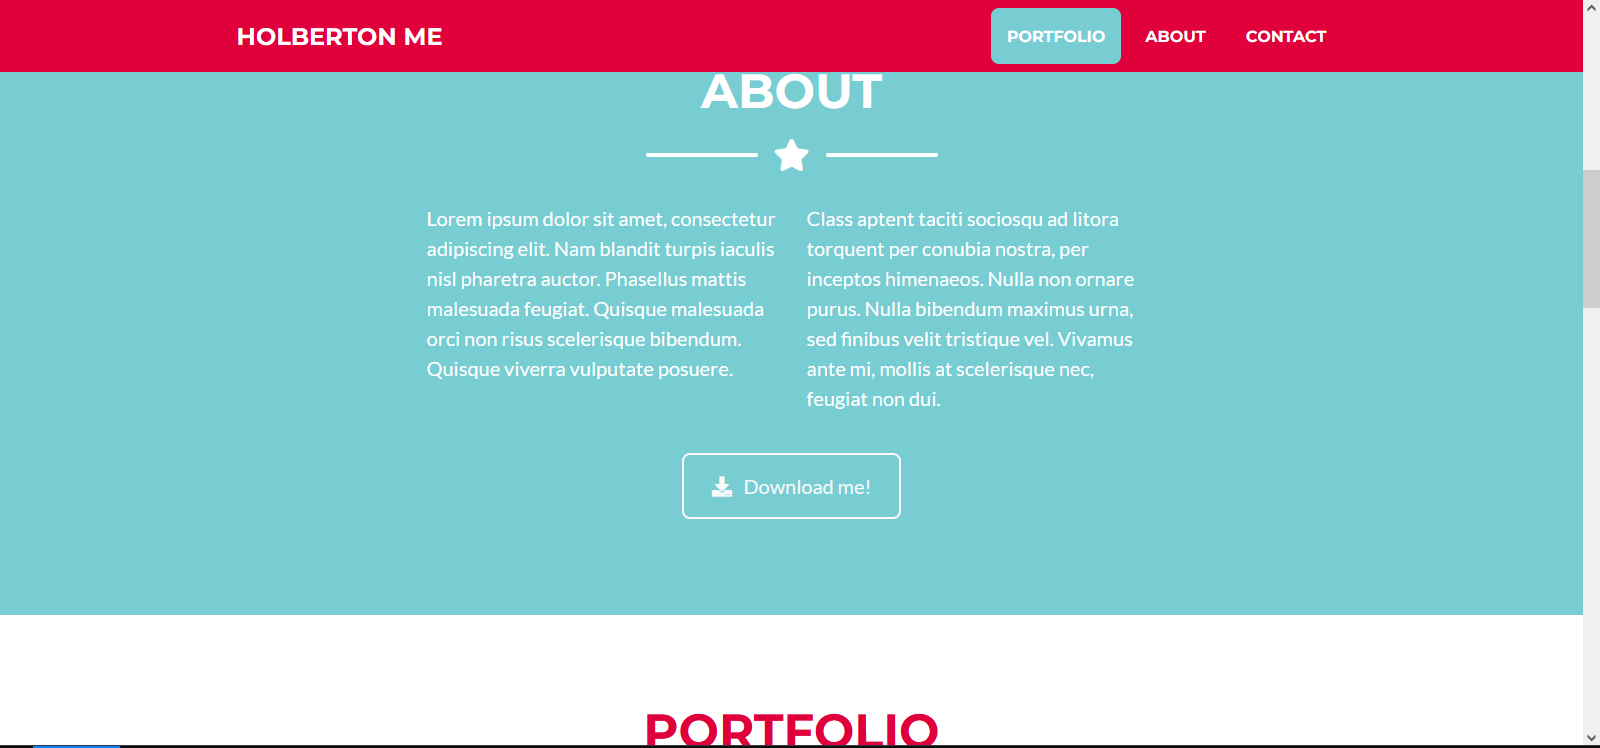 HOLBERTON ME
PORTFOLIO
ABOUT
CONTACT
ABOUT
Lorem ipsum dolor sit amet, consectetur
adipiscing elit. Nam blandit turpis iaculis
nisl pharetra auctor. Phasellus mattis
malesuada feugiat. Quisque malesuada
orci non risus scelerisque bibendum.
Quisque viverra vulputate posuere.
Class aptent taciti sociosqu ad litora
torquent per conubia nostra, per
inceptos himenaeos. Nulla non ornare
purus. Nulla bibendum maximus urna,
sed finibus velit tristique vel. Vivamus
ante mi, mollis at scelerisque nec,
feugiat non dui.
Download me!
PORTFOLIO